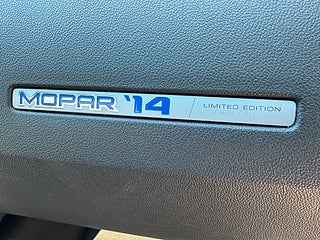 MOPAR '14 / LIMITED EDITION